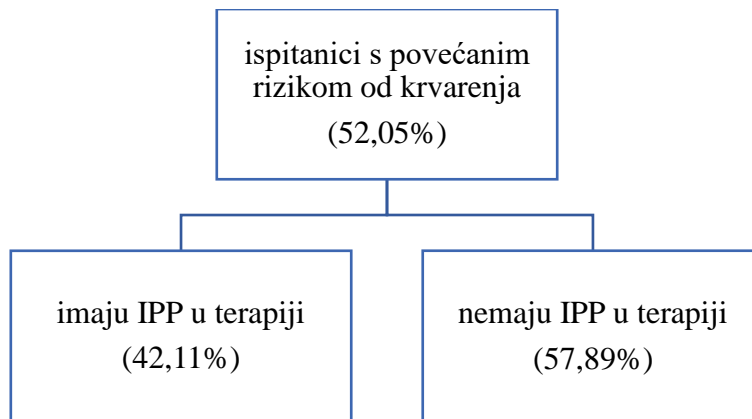 ispitanici s povećanim
rizikom od krvarenja
(52,05%)
imaju IPP u terapiji
(42,11%)
nemaju IPP u terapiji
(57,89%)